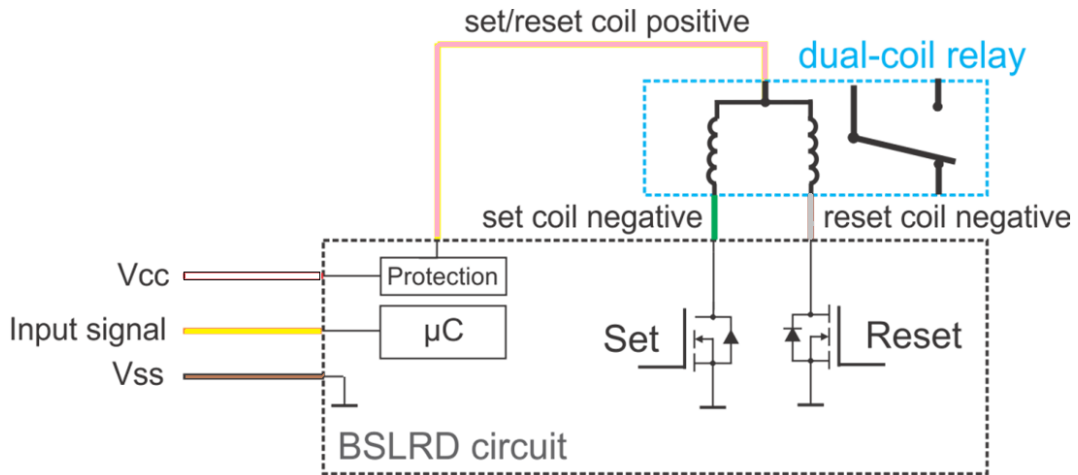 set/reset coil positive
dual-coil relay
set coil negative
reset coil negative
Vcc
Protection
Input signal
µC
Set
Reset
Vss
BSLRD circuit